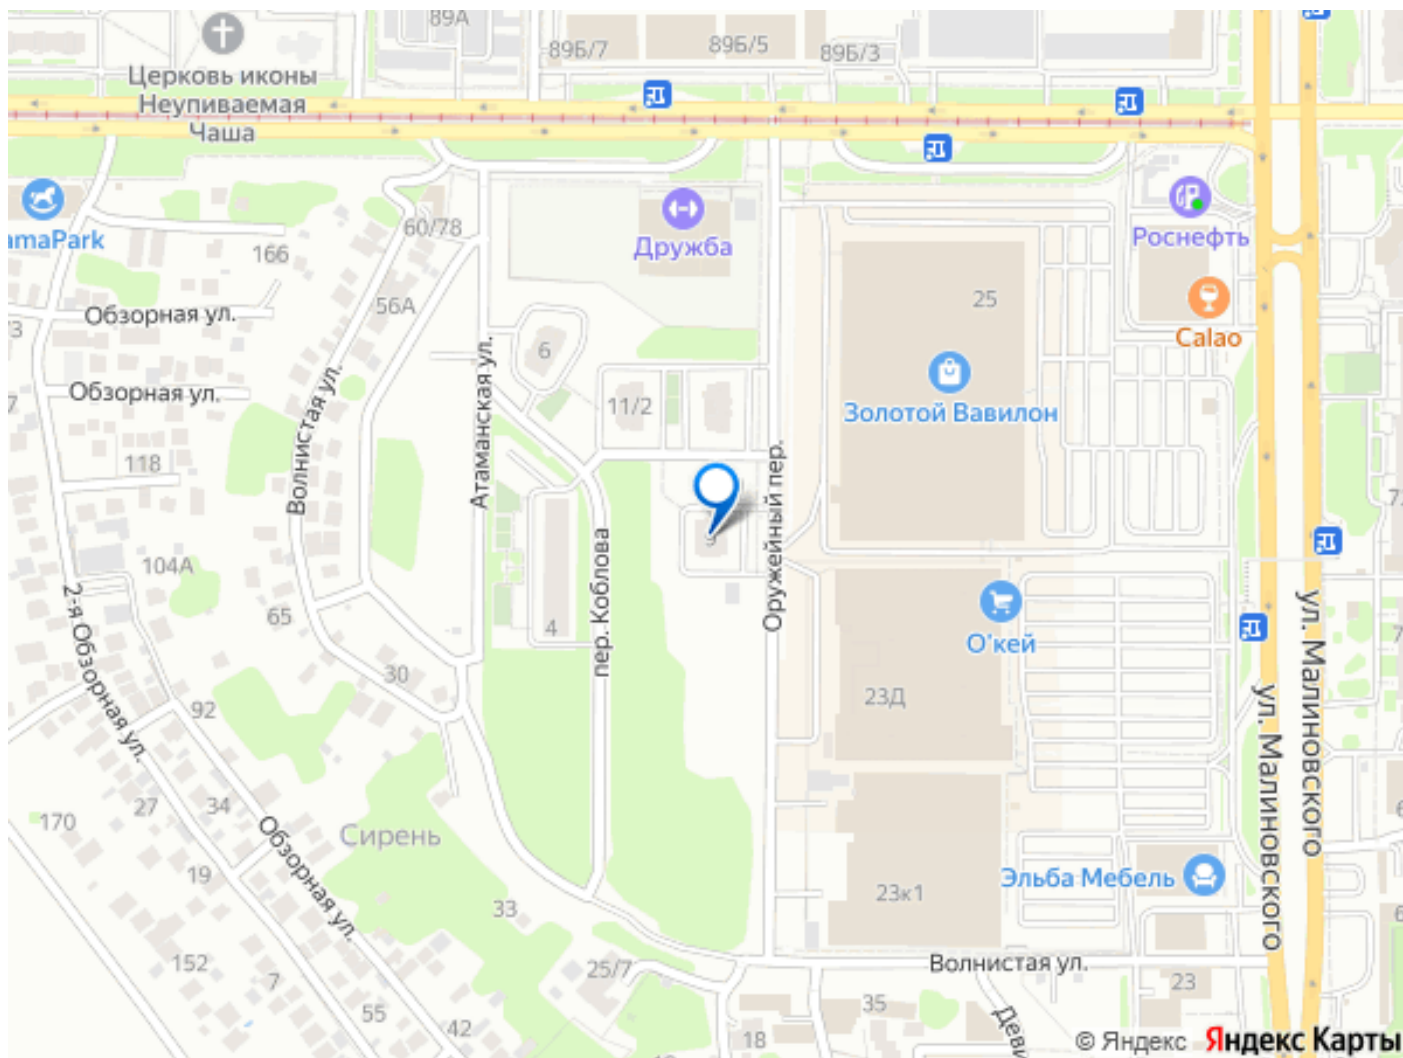 89А
89Б/7
89Б/5
89Б/3
Церковь иконы
Неупиваемая
Чаша
amaPark
60/78
166
Дружба
Роснефть
Обзорная ул.
56А
25
Calao
6
Обзорная ул.
Атаманская ул.
Волнистая ул.
11/2
Золотой Вавилон
118
Оружейный пер.
9
пер. Коблова
104А
2-я Обзорная ул.
65
4
О'кей
ул. Малиновского
30
23Д
92
ул. Малиновского
27
34
170
Сирень
Обзорная ул.
19
Эльба Мебель
23к1
33
152
7
25/7
Волнистая ул.
23
35
55
42
18
Деви
© Яндекс Яндекс Карты